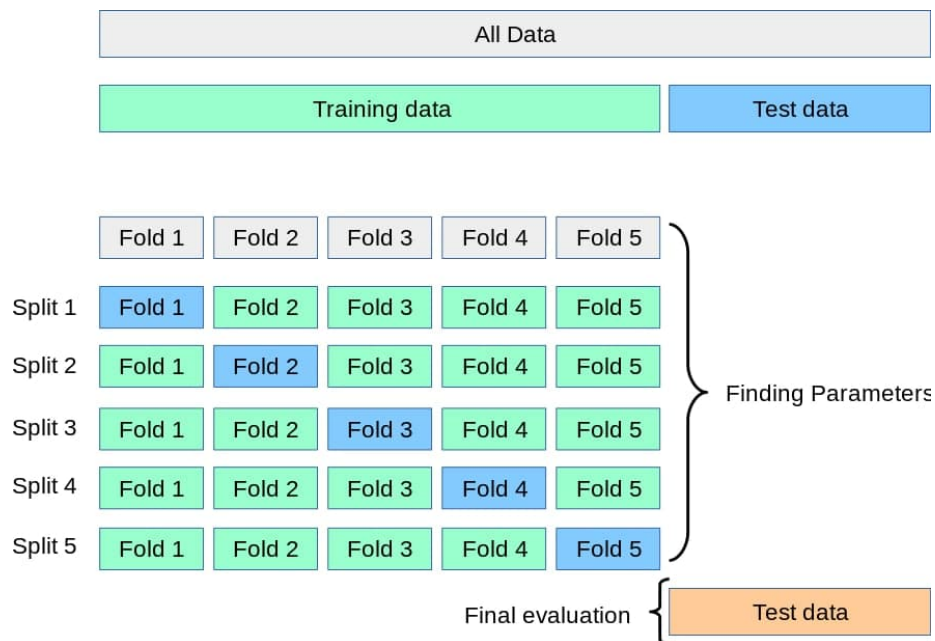 All Data
Training data Test data
Fold 1 Fold 2 Fold 3 Fold 4 Fold 5
Split 1 Fold 1 Fold 2 Fold 3 Fold 4 Fold 5
Split 2 Fold 1 Fold 2 Fold 3 Fold 4 Fold 5
Finding Parameters
Split 3 Fold 1 Fold 2 Fold 3 Fold 4 Fold 5
Split 4 Fold 1 Fold 2 Fold 3 Fold 4 Fold 5
Split 5 Fold 1 Fold 2 Fold 3 Fold 4 Fold 5
Final evaluation Test data